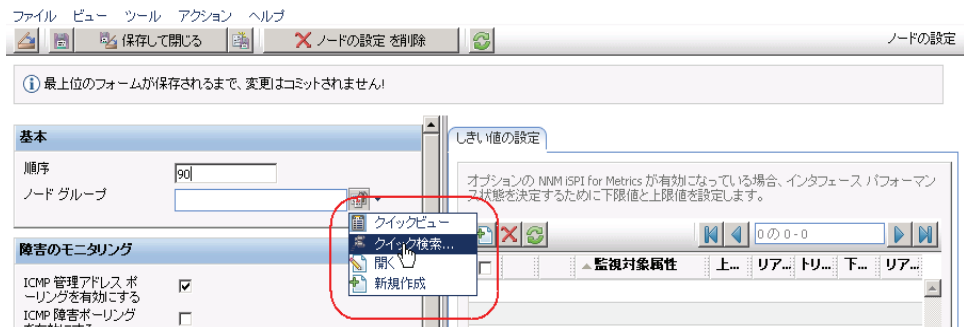 ファイル ビュー ツール アクション ヘルプ
保存して閉じる ノードの設定 を削除 ノードの設定
最上位のフォームが保存されるまで、変更はコミットされません!
基本
順序 90
ノード グループ
クイックビュー
クイック検索...
開く
新規作成
障害のモニタリング
ICMP 管理アドレス ポ
ーリングを有効にする
ICMP 障害ポーリング
を有効にする
しきい値の設定
オプションの NNM iSPI for Metrics が有効になっている場合、インタフェース パフォーマン
ス状態を決定するために下限値と上限値を設定します。
0 の 0 - 0
監視対象属性 上... リア... トリ... 下... リア...